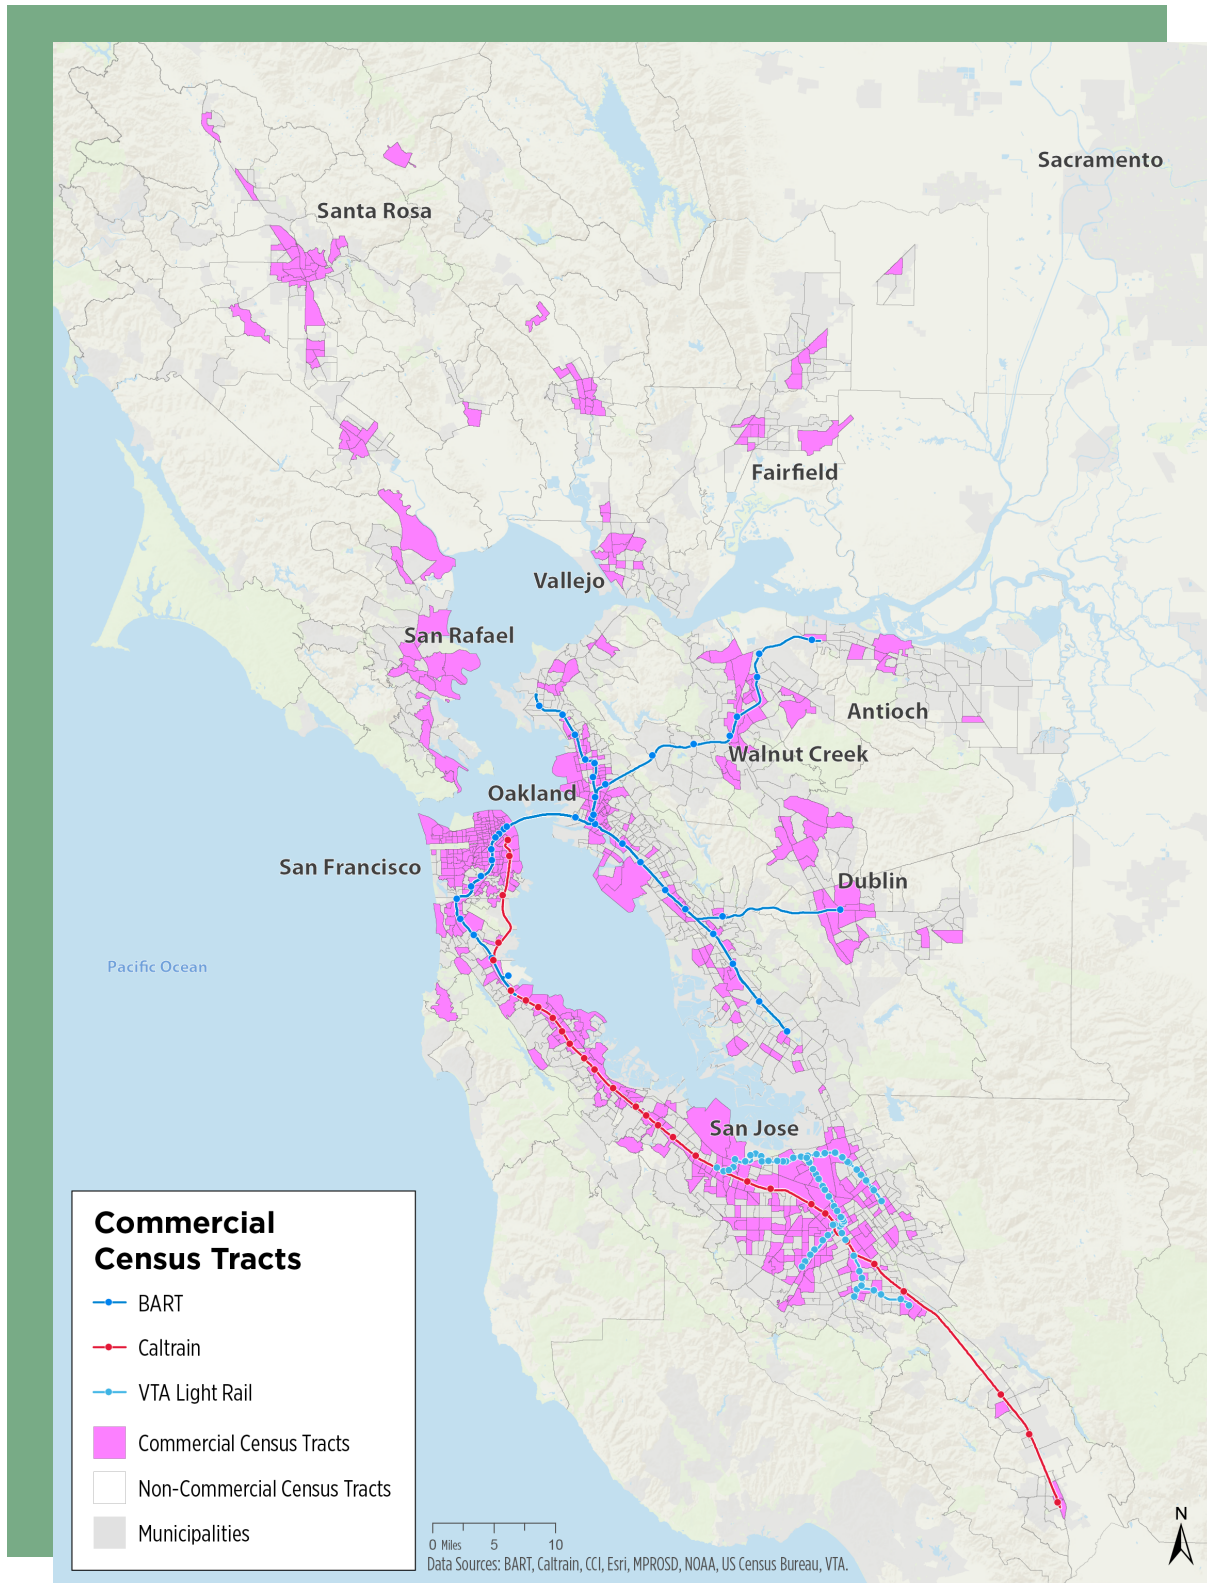 Sacramento
Santa Rosa
Fairfield
Vallejo
San Rafael
Antioch
Walnut Creek
Oakland
San Francisco
Dublin
Pacific Ocean
San Jose
Commercial
Census Tracts
BART
Caltrain
VTA Light Rail
Commercial Census Tracts
Non-Commercial Census Tracts
Municipalities
0 Miles 5 10
Data Sources: BART, Caltrain, CCI, Esri, MPROSD, NOAA, US Census Bureau, VTA.
N